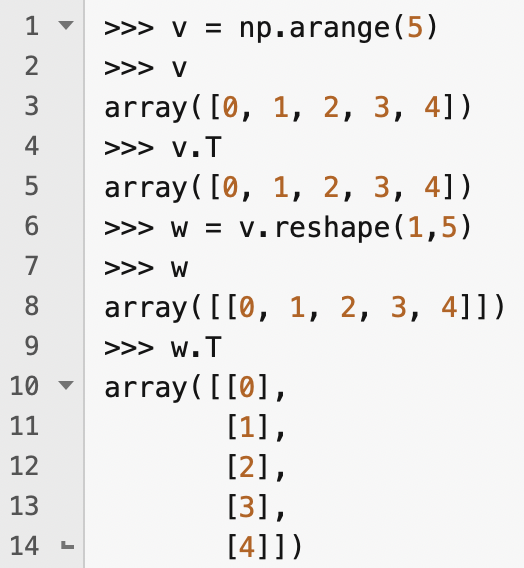 1 >>> v = np.arange(5)
2 >>> v
3 array([0, 1, 2, 3, 4])
4 >>> v.T
5 array([0, 1, 2, 3, 4])
6 >>> w = v.reshape(1,5)
7 >>> w
8 array([[0, 1, 2, 3, 4]])
9 >>> w.T
10 array([[0],
11        [1],
12        [2],
13        [3],
14        [4]])